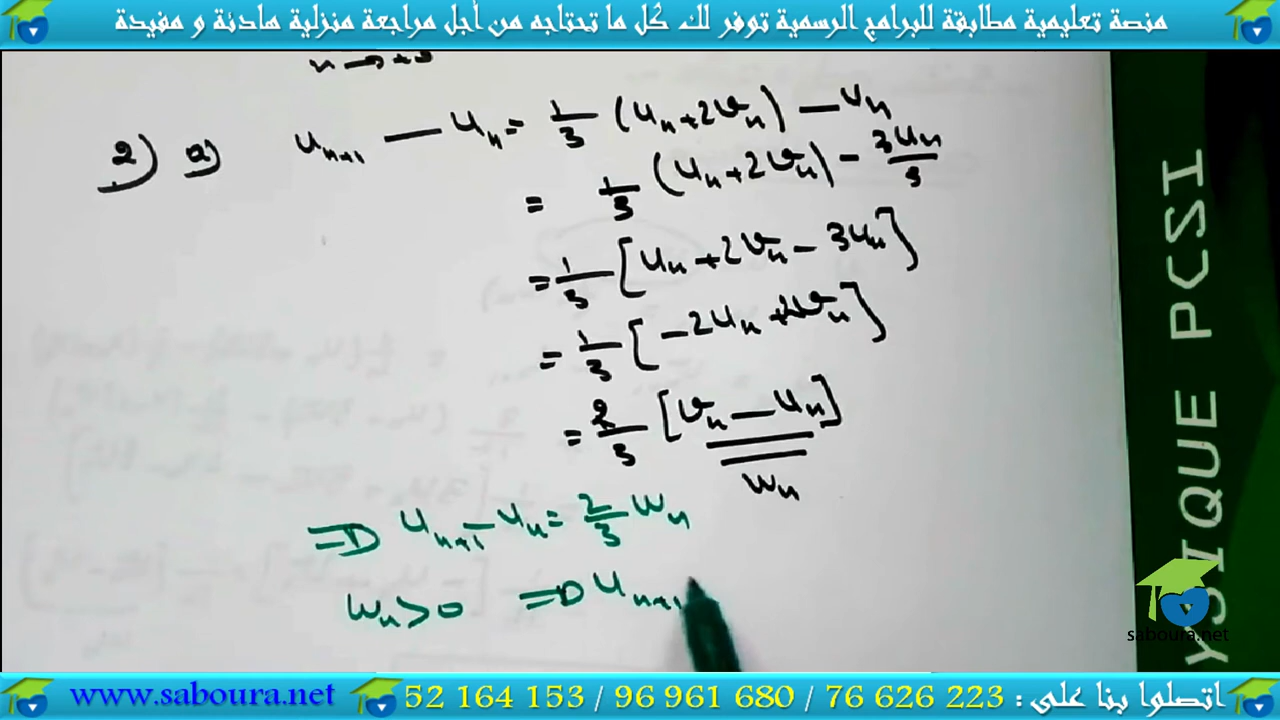 منصة تعليمية مطابقة للبرامج الرسمية توفر لك كل ما تحتاجه من أجل مراجعة منزلية هادئة و مفيدة
n → +∞
2) a) u_{n+1} — u_n = 1/3 (u_n + 2v_n) — u_n
= 1/3 (u_n + 2v_n) - 3u_n/3
= 1/3 [u_n + 2v_n - 3u_n]
= 1/3 [-2u_n + 2v_n]
= 2/3 [v_n — u_n]
w_n
⇒ u_{n+1} - u_n = 2/3 w_n
w_n > 0 ⇒ u_{n+1}
YSIQUE PCSI
saboura.net
www.saboura.net 52 164 153 / 96 961 680 / 76 626 223 : اتصلوا بنا على